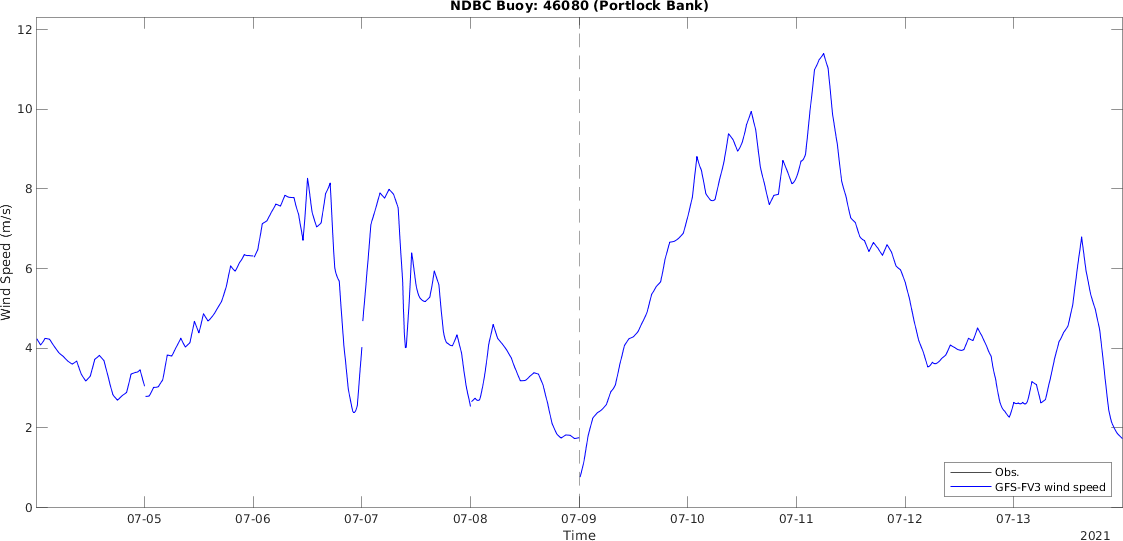 NDBC Buoy: 46080 (Portlock Bank)
12
10
8
6
4
2
0
Wind Speed (m/s)
07-05 07-06 07-07 07-08 07-09 07-10 07-11 07-12 07-13
Time
2021
Obs.
GFS-FV3 wind speed